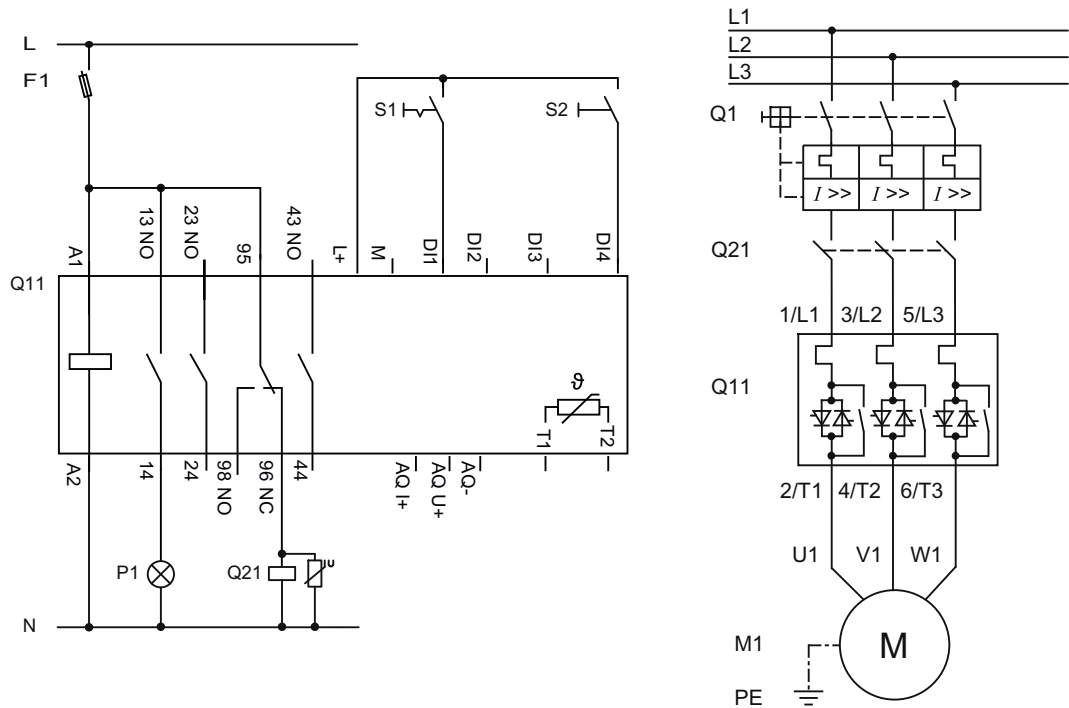 L
F1
S1
S2
A1
13 NO
23 NO
95
43 NO
L+
M
DI1
DI2
DI3
DI4
Q11
ϑ
T1
T2
A2
14
24
98 NO
96 NC
44
AQ I+
AQ U+
AQ-
P1
Q21
U
N
L1
L2
L3
Q1
I >>
I >>
I >>
Q21
1/L1
3/L2
5/L3
Q11
2/T1
4/T2
6/T3
U1
V1
W1
M1
M
PE